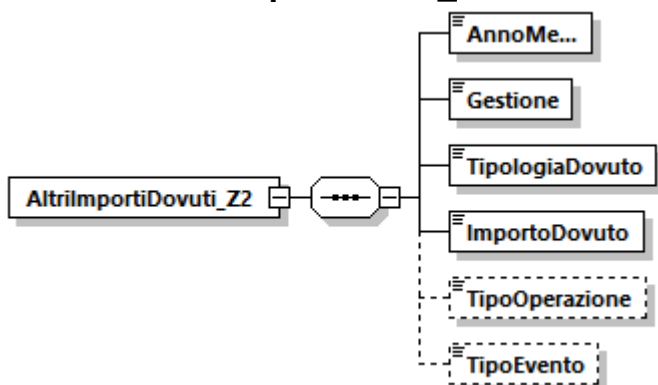 AnnoMe...
Gestione
TipologiaDovuto
AltriImportiDovuti_Z2
ImportoDovuto
TipoOperazione
TipoEvento